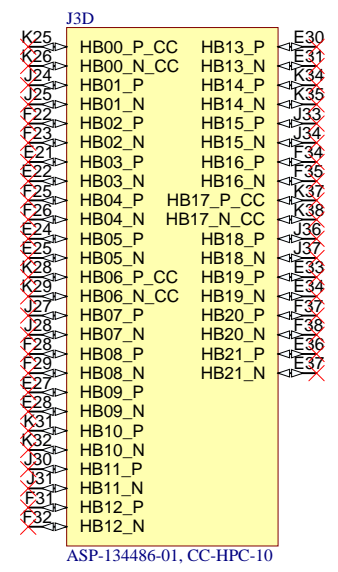 J3D
K25 HB00_P_CC HB13_P E30
K26 HB00_N_CC HB13_N E31
J24 HB01_P HB14_P K34
J25 HB01_N HB14_N K35
F22 HB02_P HB15_P J33
F23 HB02_N HB15_N J34
E21 HB03_P HB16_P F34
E22 HB03_N HB16_N F35
F25 HB04_P HB17_P_CC K37
F26 HB04_N HB17_N_CC K38
E24 HB05_P HB18_P J36
E25 HB05_N HB18_N J37
K28 HB06_P_CC HB19_P E33
K29 HB06_N_CC HB19_N E34
J27 HB07_P HB20_P F37
J28 HB07_N HB20_N F38
F28 HB08_P HB21_P E36
F29 HB08_N HB21_N E37
E27 HB09_P
E28 HB09_N
K31 HB10_P
K32 HB10_N
J30 HB11_P
J31 HB11_N
F31 HB12_P
F32 HB12_N
ASP-134486-01, CC-HPC-10